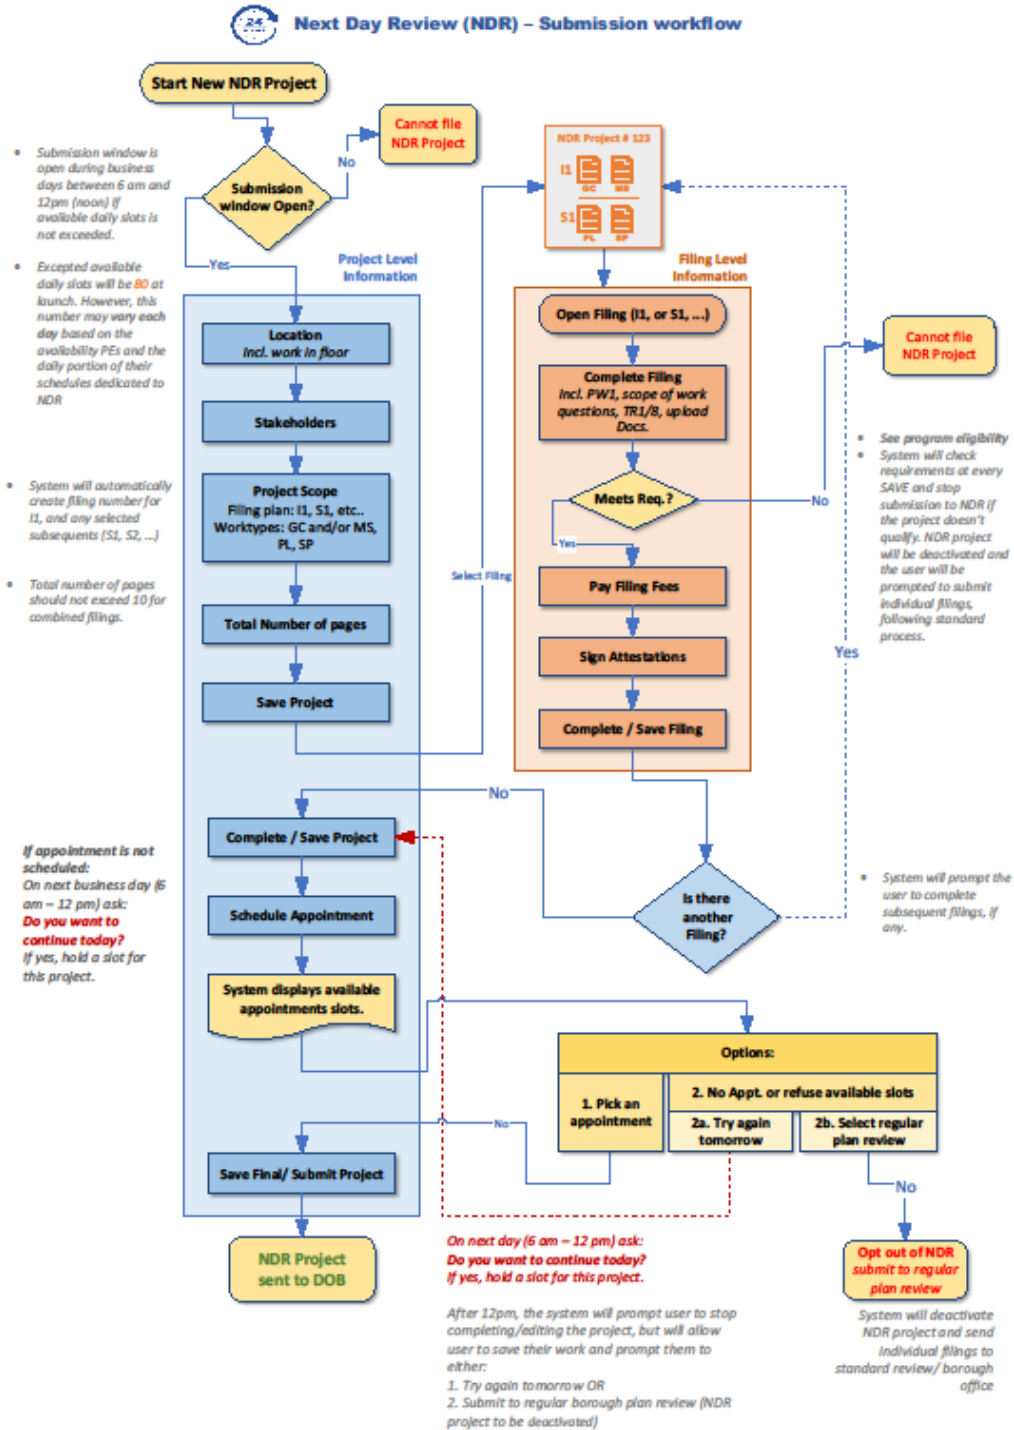 24
Next Day Review (NDR) – Submission workflow
Start New NDR Project
Cannot file
NDR Project
No
Submission
window Open?
Yes
• Submission window is
open during business
days between 6 am and
12pm (noon) If
available daily slots is
not exceeded.
• Excepted available
daily slots will be 80 at
launch. However, this
number may vary each
day based on the
availability PEs and the
daily portion of their
schedules dedicated to
NDR
• System will automatically
create filing number for
I1, and any selected
subsequents (S1, S2, ...)
• Total number of pages
should not exceed 10 for
combined filings.
Project Level
Information
Location
Incl. work in floor
Stakeholders
Project Scope
Filing plan: I1, S1, etc..
Worktypes: GC and/or MS,
PL, SP
Total Number of pages
Save Project
Select Filing
NDR Project # 123
I1
GC
MS
S1
PL
SP
Filing Level
Information
Open Filing (I1, or S1, ...)
Complete Filing
Incl. PW1, scope of work
questions, TR1/8, upload
Docs.
Meets Req.?
Yes
No
Cannot file
NDR Project
Pay Filing Fees
Sign Attestations
Complete / Save Filing
• See program eligibility
• System will check
requirements at every
SAVE and stop
submission to NDR if
the project doesn't
qualify. NDR project
will be deactivated and
the user will be
prompted to submit
individual filings,
following standard
process.
Yes
Is there
another
Filing?
No
• System will prompt the
user to complete
subsequent filings, if
any.
Complete / Save Project
Schedule Appointment
System displays available
appointments slots.
If appointment is not
scheduled:
On next business day (6
am – 12 pm) ask:
Do you want to
continue today?
If yes, hold a slot for
this project.
Options:
1. Pick an
appointment
2. No Appt. or refuse available slots
2a. Try again
tomorrow
2b. Select regular
plan review
No
Save Final/ Submit Project
NDR Project
sent to DOB
No
Opt out of NDR
submit to regular
plan review
System will deactivate
NDR project and send
individual filings to
standard review/ borough
office
On next day (6 am – 12 pm) ask:
Do you want to continue today?
If yes, hold a slot for this project.
After 12pm, the system will prompt user to stop
completing/editing the project, but will allow
user to save their work and prompt them to
either:
1. Try again tomorrow OR
2. Submit to regular borough plan review (NDR
project to be deactivated)